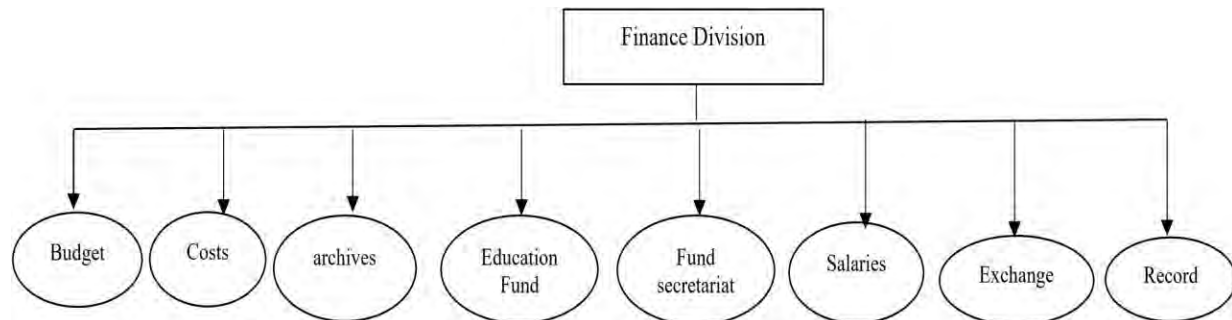 Finance Division
Budget
Costs
archives
Education
Fund
Fund
secretariat
Salaries
Exchange
Record